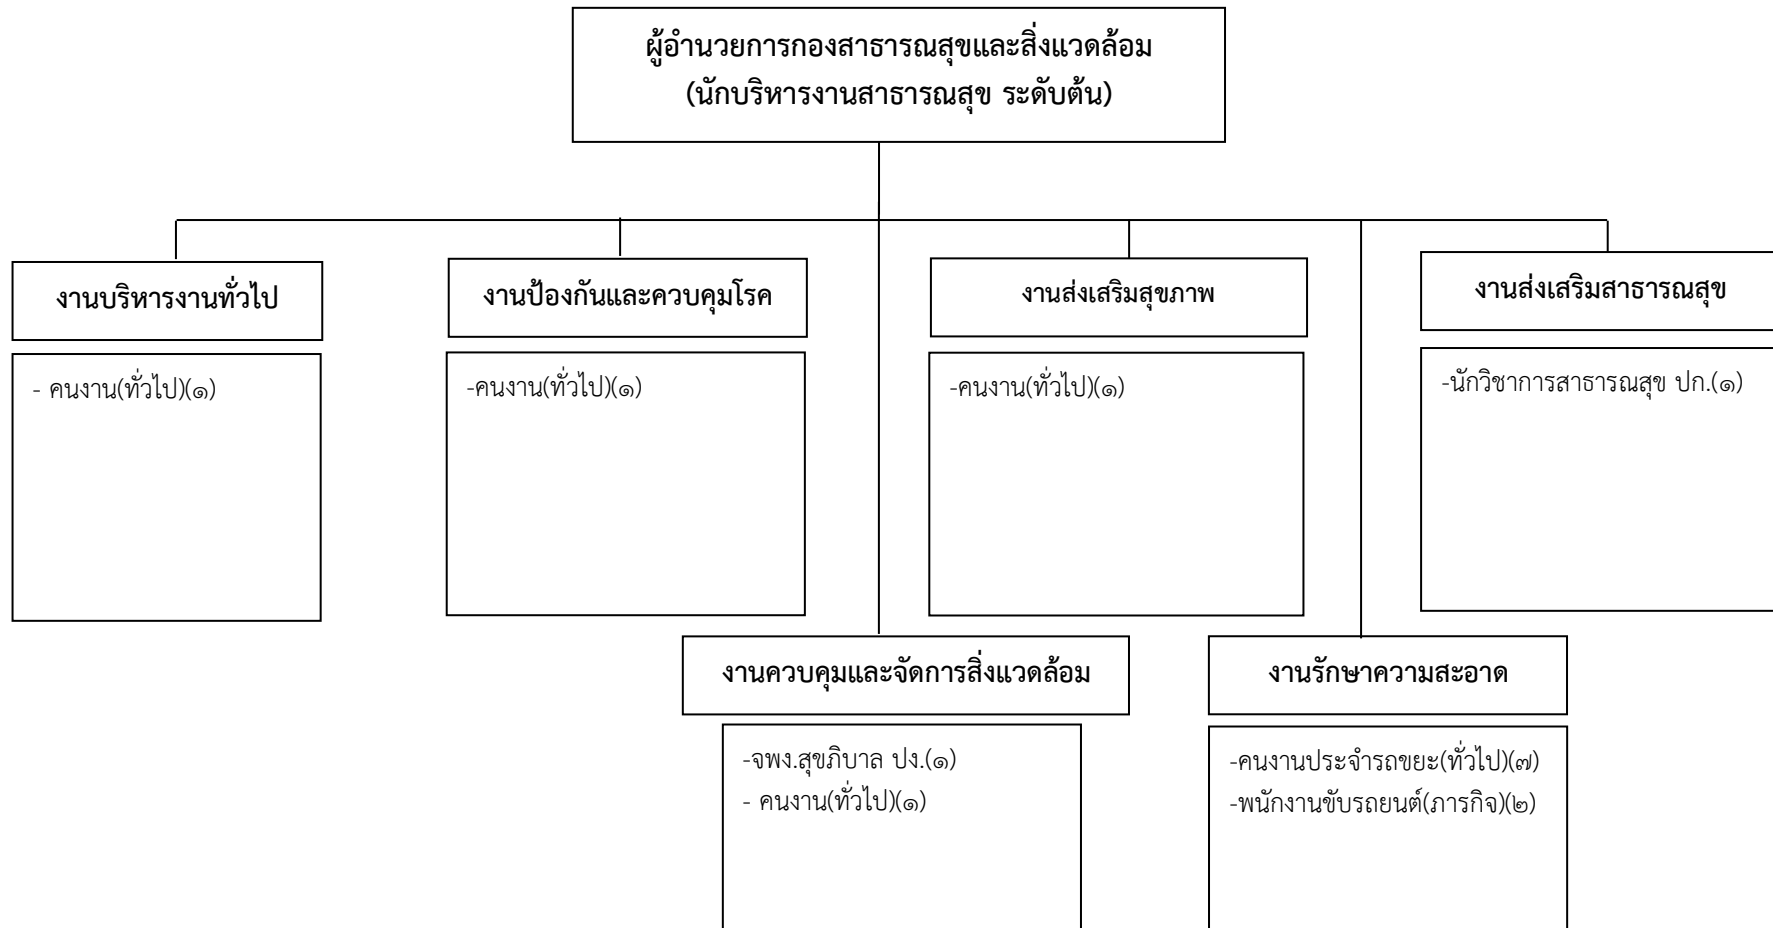 ผู้อำนวยการกองสาธารณสุขและสิ่งแวดล้อม
(นักบริหารงานสาธารณสุข ระดับต้น)
งานบริหารงานทั่วไป
- คนงาน(ทั่วไป)(๑)
งานป้องกันและควบคุมโรค
-คนงาน(ทั่วไป)(๑)
งานส่งเสริมสุขภาพ
-คนงาน(ทั่วไป)(๑)
งานส่งเสริมสาธารณสุข
-นักวิชาการสาธารณสุข ปก.(๑)
งานควบคุมและจัดการสิ่งแวดล้อม
-จพง.สุขภิบาล ปง.(๑)
- คนงาน(ทั่วไป)(๑)
งานรักษาความสะอาด
-คนงานประจำรถขยะ(ทั่วไป)(๗)
-พนักงานขับรถยนต์(ภารกิจ)(๒)